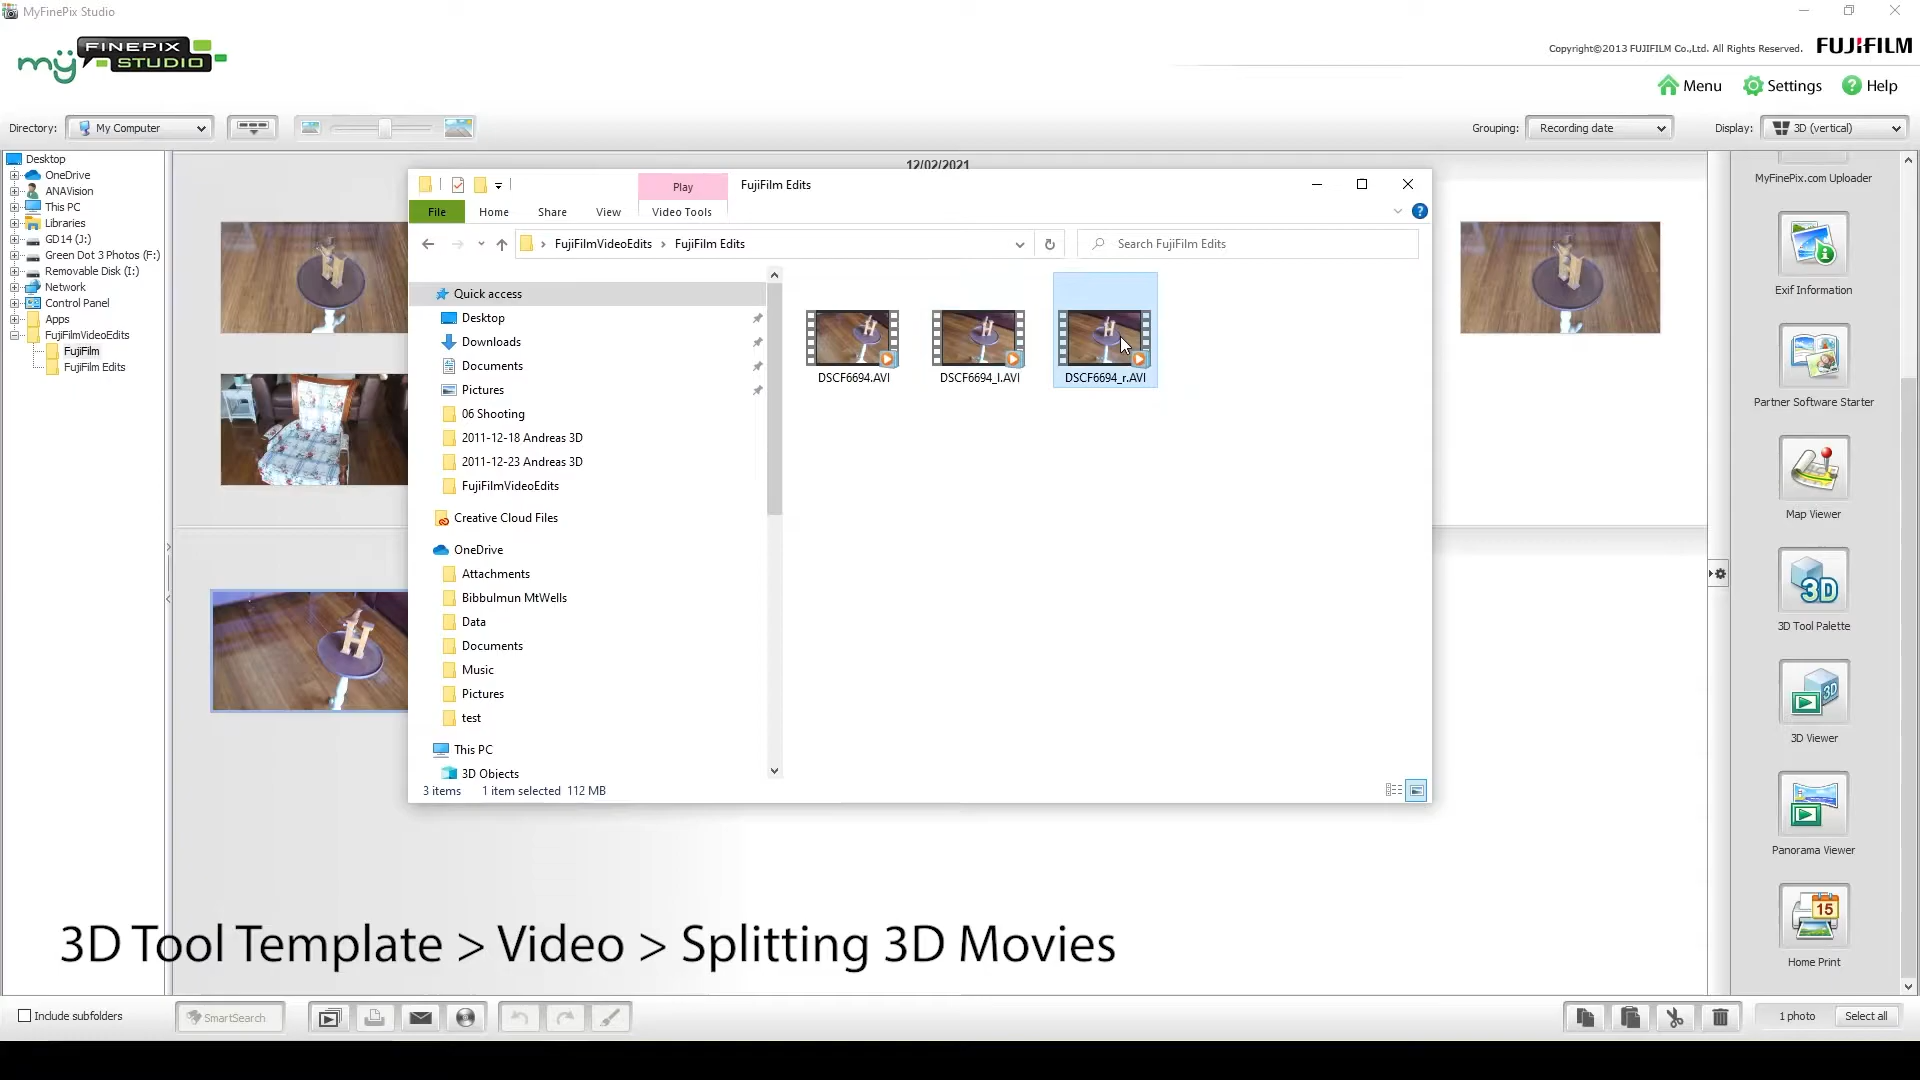 MyFinePix Studio
my FINEPIX STUDIO
Copyright©2013 FUJIFILM Co.,Ltd. All Rights Reserved. FUJIFILM
Menu Settings Help
Directory: My Computer
Grouping: Recording date
Display: 3D (vertical)
Desktop
OneDrive
ANAVision
This PC
Libraries
GD14 (J:)
Green Dot 3 Photos (F:)
Removable Disk (I:)
Network
Control Panel
Apps
FujiFilmVideoEdits
FujiFilm
FujiFilm Edits
12/02/2021
Play FujiFilm Edits
File Home Share View Video Tools
FujiFilmVideoEdits > FujiFilm Edits
Search FujiFilm Edits
Quick access
Desktop
Downloads
Documents
Pictures
06 Shooting
2011-12-18 Andreas 3D
2011-12-23 Andreas 3D
FujiFilmVideoEdits
Creative Cloud Files
OneDrive
Attachments
Bibbulmun MtWells
Data
Documents
Music
Pictures
test
This PC
3D Objects
DSCF6694.AVI
DSCF6694_l.AVI
DSCF6694_r.AVI
3 items 1 item selected 112 MB
MyFinePix.com Uploader
Exif Information
Partner Software Starter
Map Viewer
3D
3D Tool Palette
3D
3D Viewer
Panorama Viewer
15
Home Print
3D Tool Template > Video > Splitting 3D Movies
Include subfolders
SmartSearch
1 photo
Select all